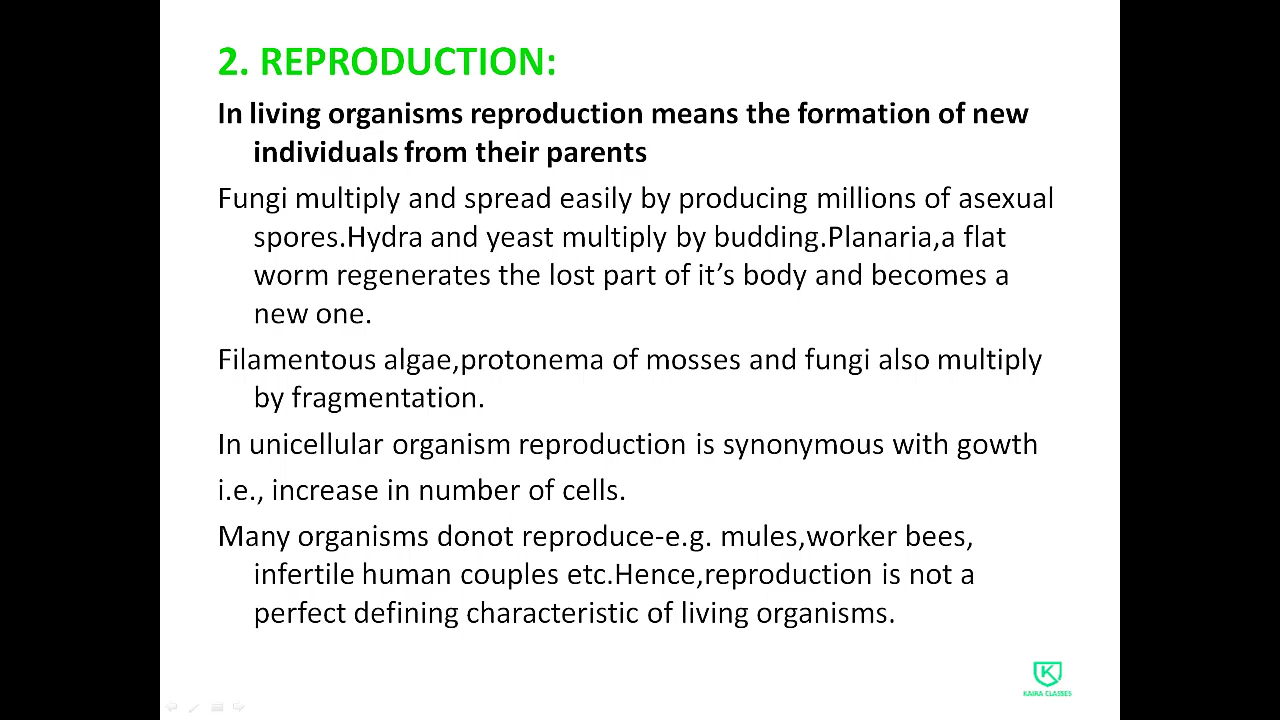 2. REPRODUCTION:
In living organisms reproduction means the formation of new
individuals from their parents
Fungi multiply and spread easily by producing millions of asexual
spores.Hydra and yeast multiply by budding.Planaria,a flat
worm regenerates the lost part of it’s body and becomes a
new one.
Filamentous algae,protonema of mosses and fungi also multiply
by fragmentation.
In unicellular organism reproduction is synonymous with gowth
i.e., increase in number of cells.
Many organisms donot reproduce-e.g. mules,worker bees,
infertile human couples etc.Hence,reproduction is not a
perfect defining characteristic of living organisms.
K
KAIRA CLASSES